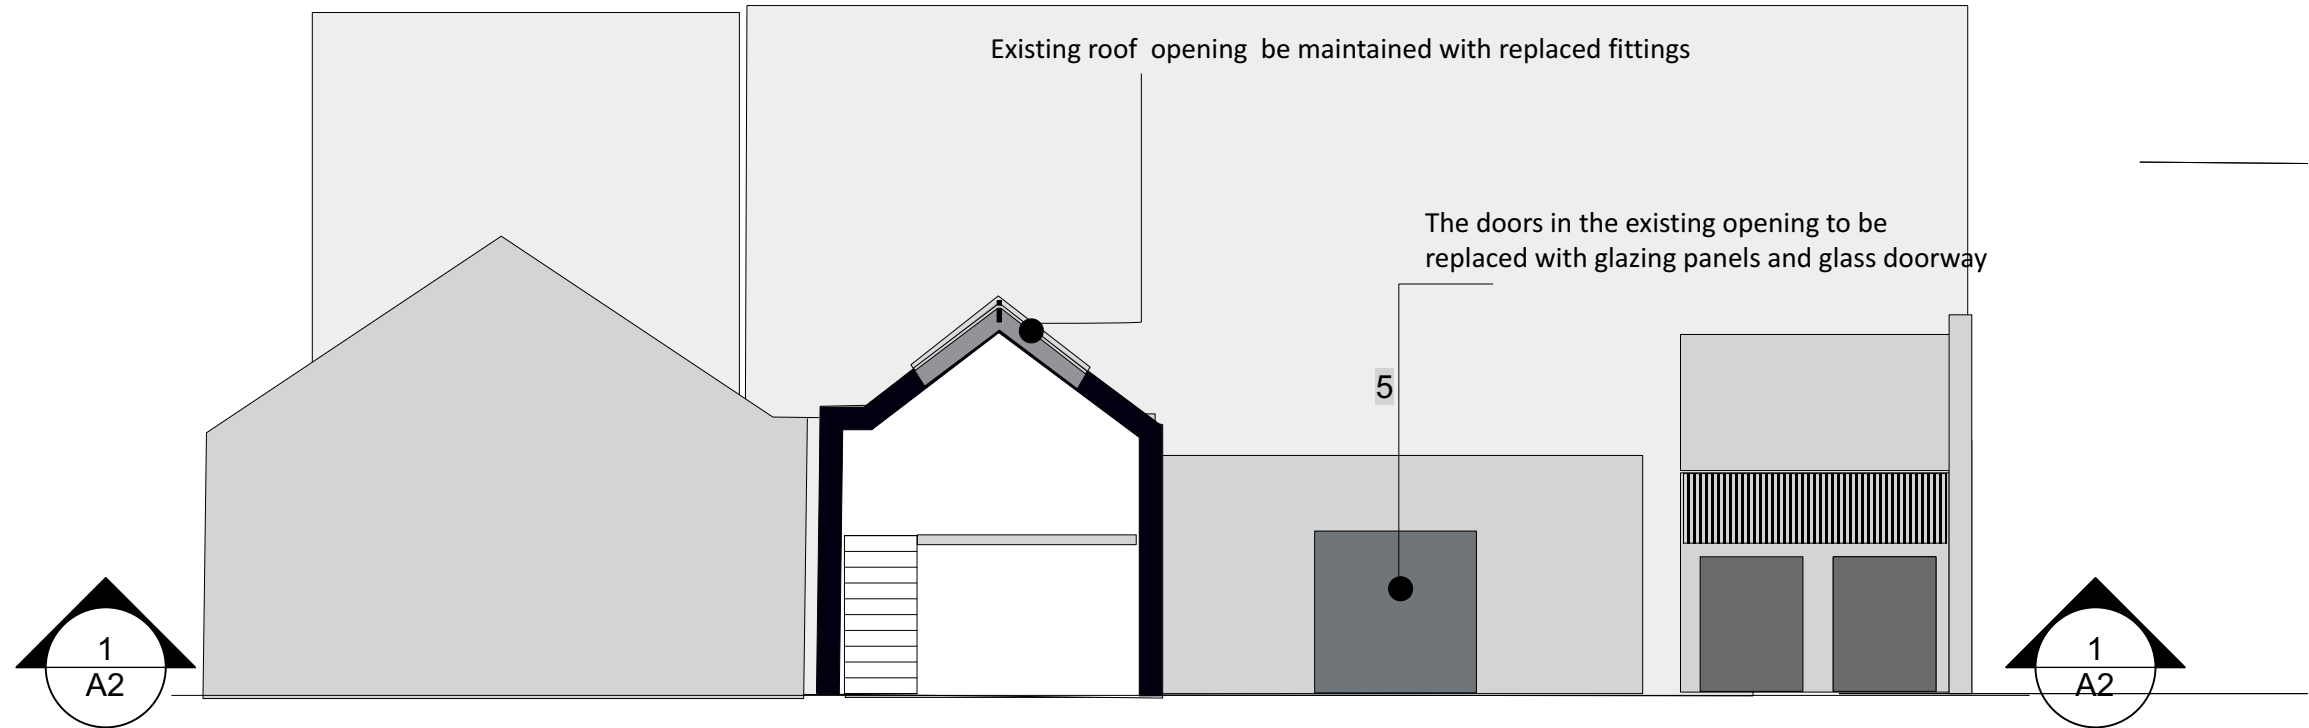 Existing roof opening be maintained with replaced fittings
The doors in the existing opening to be
replaced with glazing panels and glass doorway
5
1
A2
1
A2